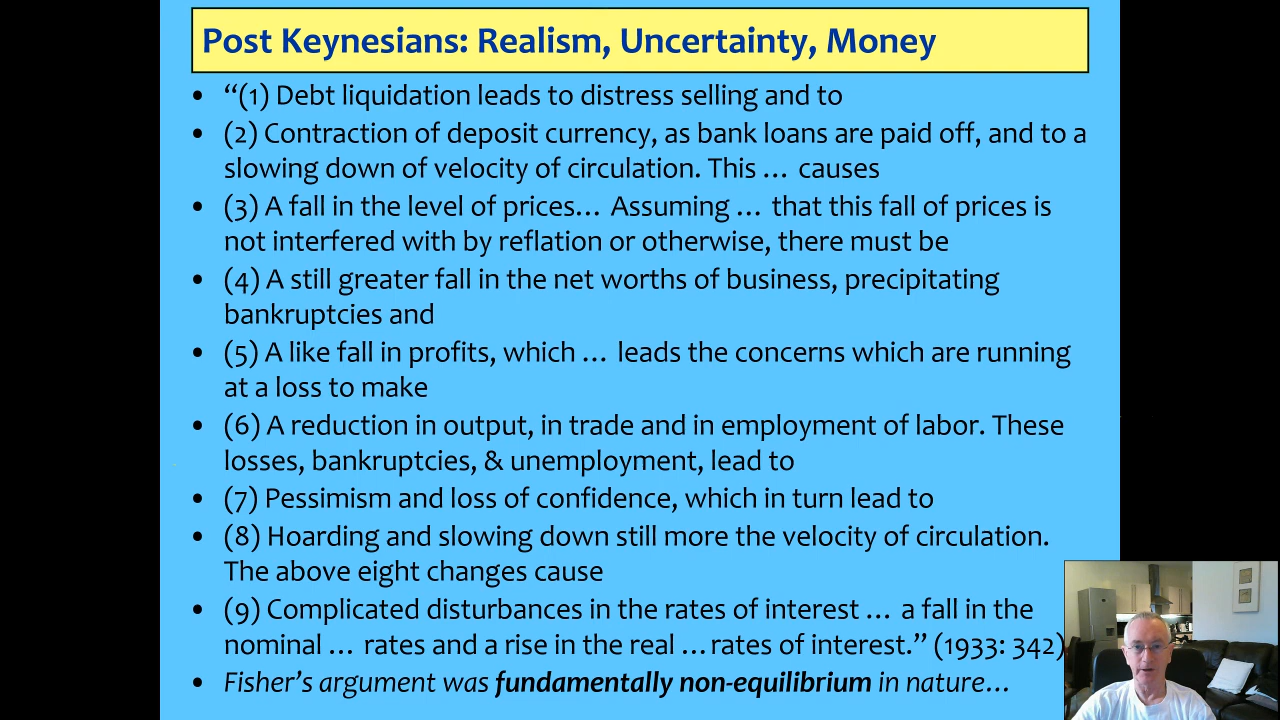 Post Keynesians: Realism, Uncertainty, Money
• “(1) Debt liquidation leads to distress selling and to
• (2) Contraction of deposit currency, as bank loans are paid off, and to a
slowing down of velocity of circulation. This … causes
• (3) A fall in the level of prices… Assuming … that this fall of prices is
not interfered with by reflation or otherwise, there must be
• (4) A still greater fall in the net worths of business, precipitating
bankruptcies and
• (5) A like fall in profits, which … leads the concerns which are running
at a loss to make
• (6) A reduction in output, in trade and in employment of labor. These
losses, bankruptcies, & unemployment, lead to
• (7) Pessimism and loss of confidence, which in turn lead to
• (8) Hoarding and slowing down still more the velocity of circulation.
The above eight changes cause
• (9) Complicated disturbances in the rates of interest … a fall in the
nominal … rates and a rise in the real …rates of interest.” (1933: 342)
• Fisher’s argument was fundamentally non-equilibrium in nature…